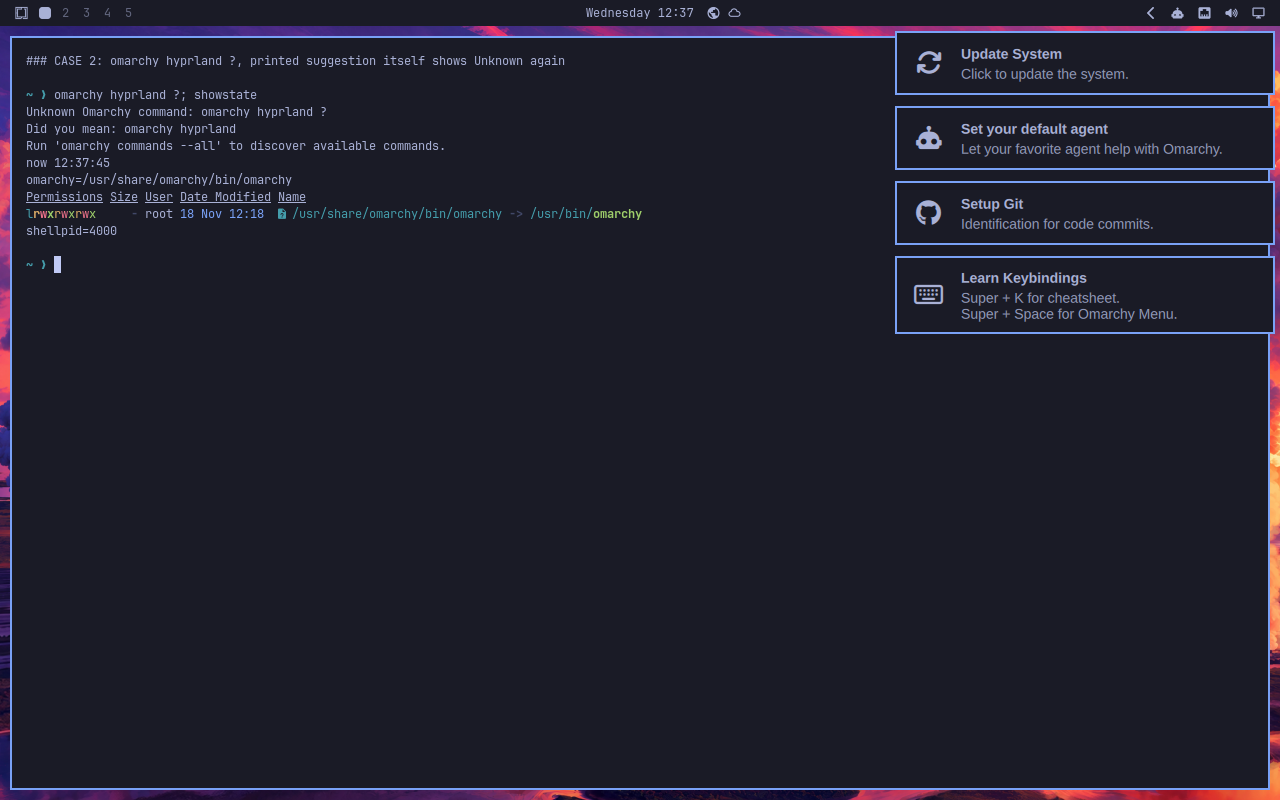 2 3 4 5
Wednesday 12:37
### CASE 2: omarchy hyprland ?, printed suggestion itself shows Unknown again
~ ❯ omarchy hyprland ?; showstate
Unknown Omarchy command: omarchy hyprland ?
Did you mean: omarchy hyprland
Run 'omarchy commands --all' to discover available commands.
now 12:37:45
omarchy=/usr/share/omarchy/bin/omarchy
Permissions Size User Date Modified Name
lrwxrwxrwx - root 18 Nov 12:18 /usr/share/omarchy/bin/omarchy -> /usr/bin/omarchy
shellpid=4000
~ ❯
Update System
Click to update the system.
Set your default agent
Let your favorite agent help with Omarchy.
Setup Git
Identification for code commits.
Learn Keybindings
Super + K for cheatsheet.
Super + Space for Omarchy Menu.